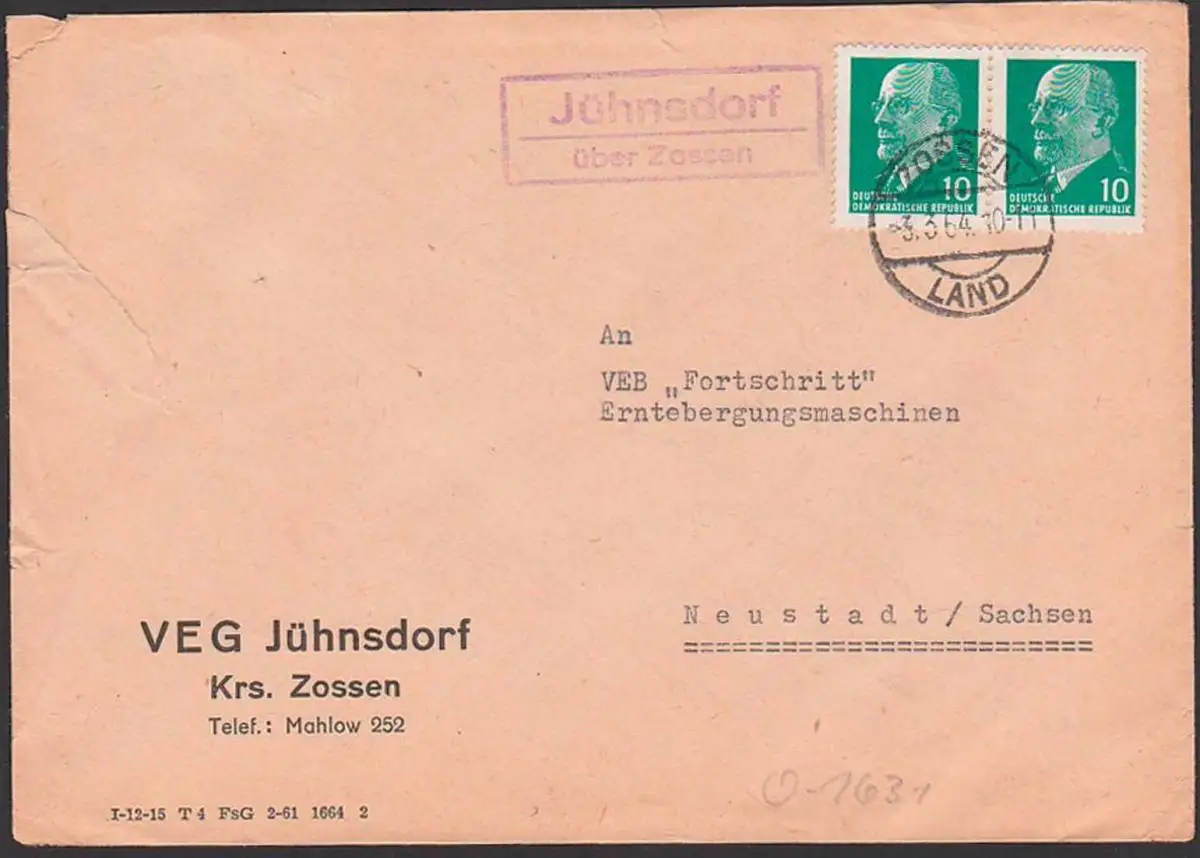 Jühnsdorf
über Zossen
10
DEUTSCHE
DEMOKRATISCHE REPUBLIK
10
DEUTSCHE
DEMOKRATISCHE REPUBLIK
ZOSSEN
-3.3.64.10-11
LAND
An
VEB „Fortschritt"
Erntebergungsmaschinen
Neustadt/Sachsen
VEG Jühnsdorf
Krs. Zossen
Telef.: Mahlow 252
O-1631
I-12-15 T 4 FsG 2-61 1664 2